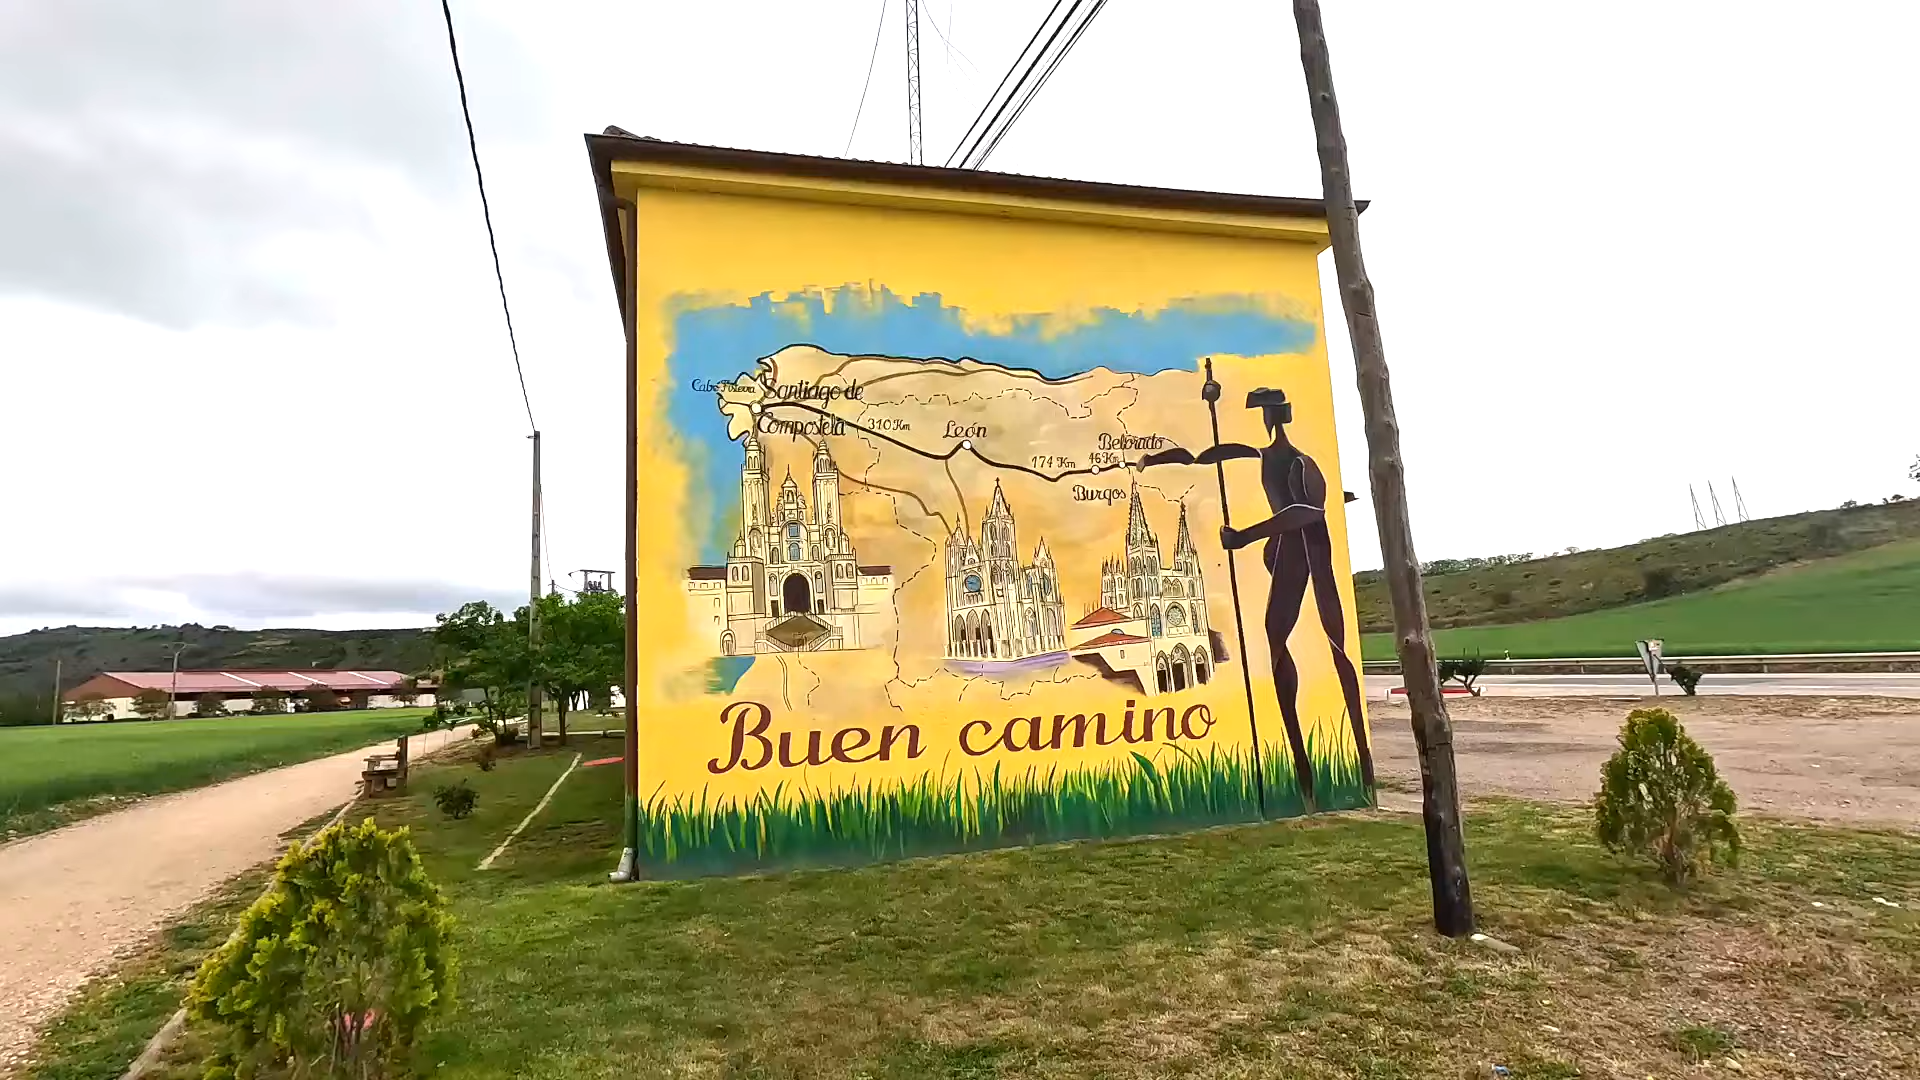 Cabo Fisterra
Santiago de
Compostela
310 Km
León
174 Km
Belorado
46 Km
Burgos
Buen camino